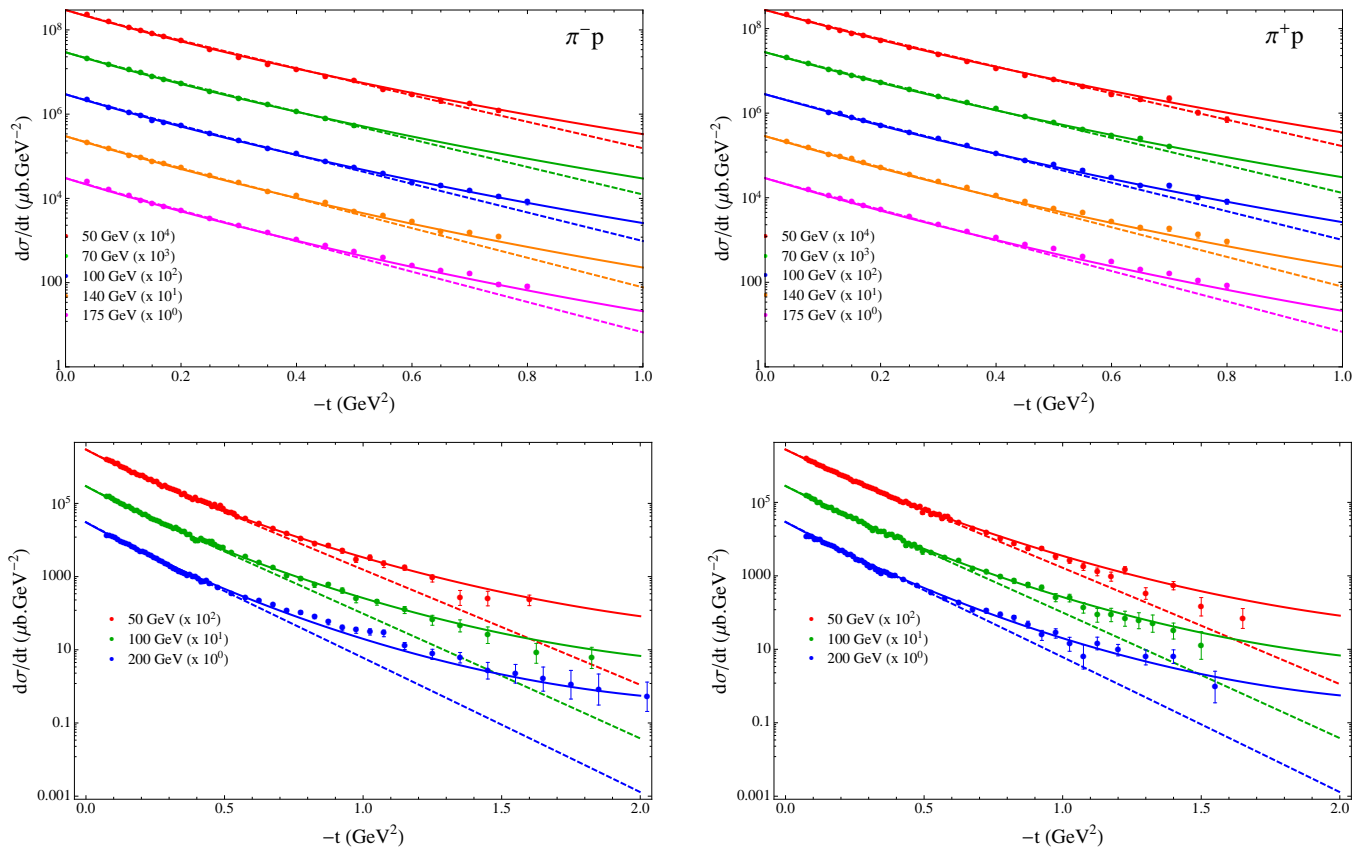 π⁻p
10⁸
10⁶
10⁴
100
1
dσ/dt (μb.GeV⁻²)
50 GeV (x 10⁴)
70 GeV (x 10³)
100 GeV (x 10²)
140 GeV (x 10¹)
175 GeV (x 10⁰)
0.0 0.2 0.4 0.6 0.8 1.0
−t (GeV²)
π⁺p
10⁸
10⁶
10⁴
100
1
dσ/dt (μb.GeV⁻²)
50 GeV (x 10⁴)
70 GeV (x 10³)
100 GeV (x 10²)
140 GeV (x 10¹)
175 GeV (x 10⁰)
0.0 0.2 0.4 0.6 0.8 1.0
−t (GeV²)
10⁵
1000
10
0.1
0.001
dσ/dt (μb.GeV⁻²)
50 GeV (x 10²)
100 GeV (x 10¹)
200 GeV (x 10⁰)
0.0 0.5 1.0 1.5 2.0
−t (GeV²)
10⁵
1000
10
0.1
0.001
dσ/dt (μb.GeV⁻²)
50 GeV (x 10²)
100 GeV (x 10¹)
200 GeV (x 10⁰)
0.0 0.5 1.0 1.5 2.0
−t (GeV²)